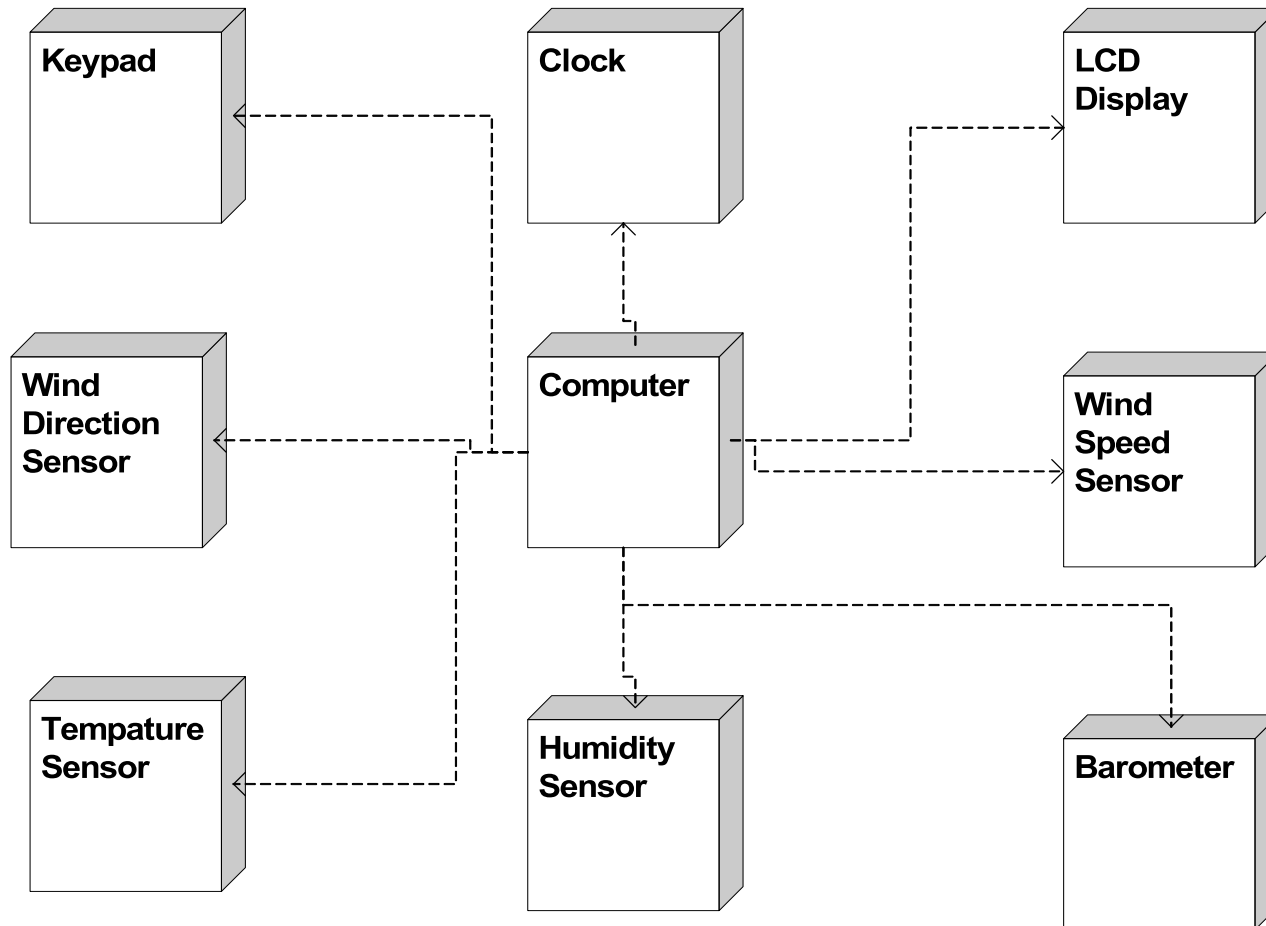 Keypad
Clock
LCD
Display
Wind
Direction
Sensor
Computer
Wind
Speed
Sensor
Tempature
Sensor
Humidity
Sensor
Barometer